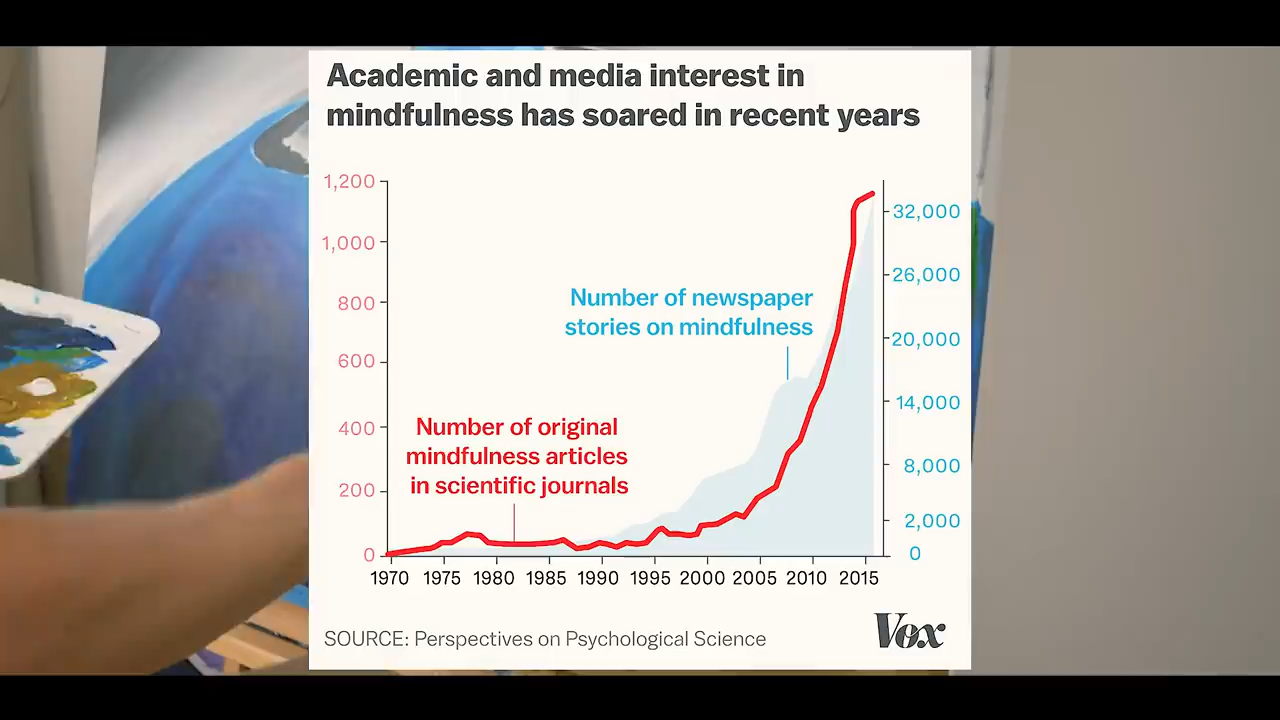 Academic and media interest in
mindfulness has soared in recent years
1,200
1,000
800
600
400
200
0
32,000
26,000
20,000
14,000
8,000
2,000
0
Number of newspaper
stories on mindfulness
Number of original
mindfulness articles
in scientific journals
1970 1975 1980 1985 1990 1995 2000 2005 2010 2015
SOURCE: Perspectives on Psychological Science
Vox